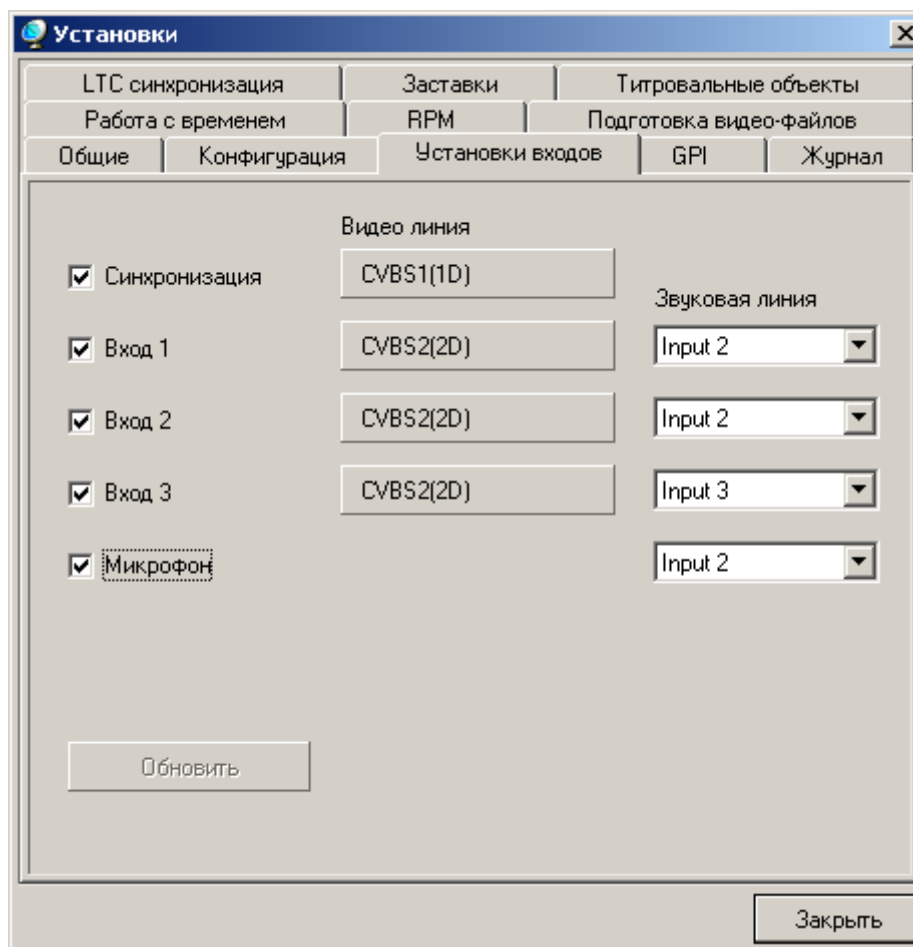 Установки
LTC синхронизация Заставки Титровальные объекты
Работа с временем RPM Подготовка видео-файлов
Общие Конфигурация Установки входов GPI Журнал
Видео линия
Синхронизация CVBS1(1D)
Звуковая линия
Вход 1 CVBS2(2D) Input 2
Вход 2 CVBS2(2D) Input 2
Вход 3 CVBS2(2D) Input 3
Микрофон Input 2
Обновить
Закрыть